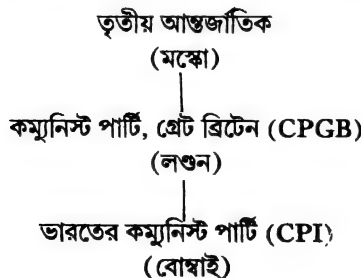 তৃতীয় আন্তর্জাতিক
(মস্কো)
কম্যুনিস্ট পার্টি, গ্রেট ব্রিটেন (CPGB)
(লণ্ডন)
ভারতের কম্যুনিস্ট পার্টি (CPI)
(বোম্বাই)